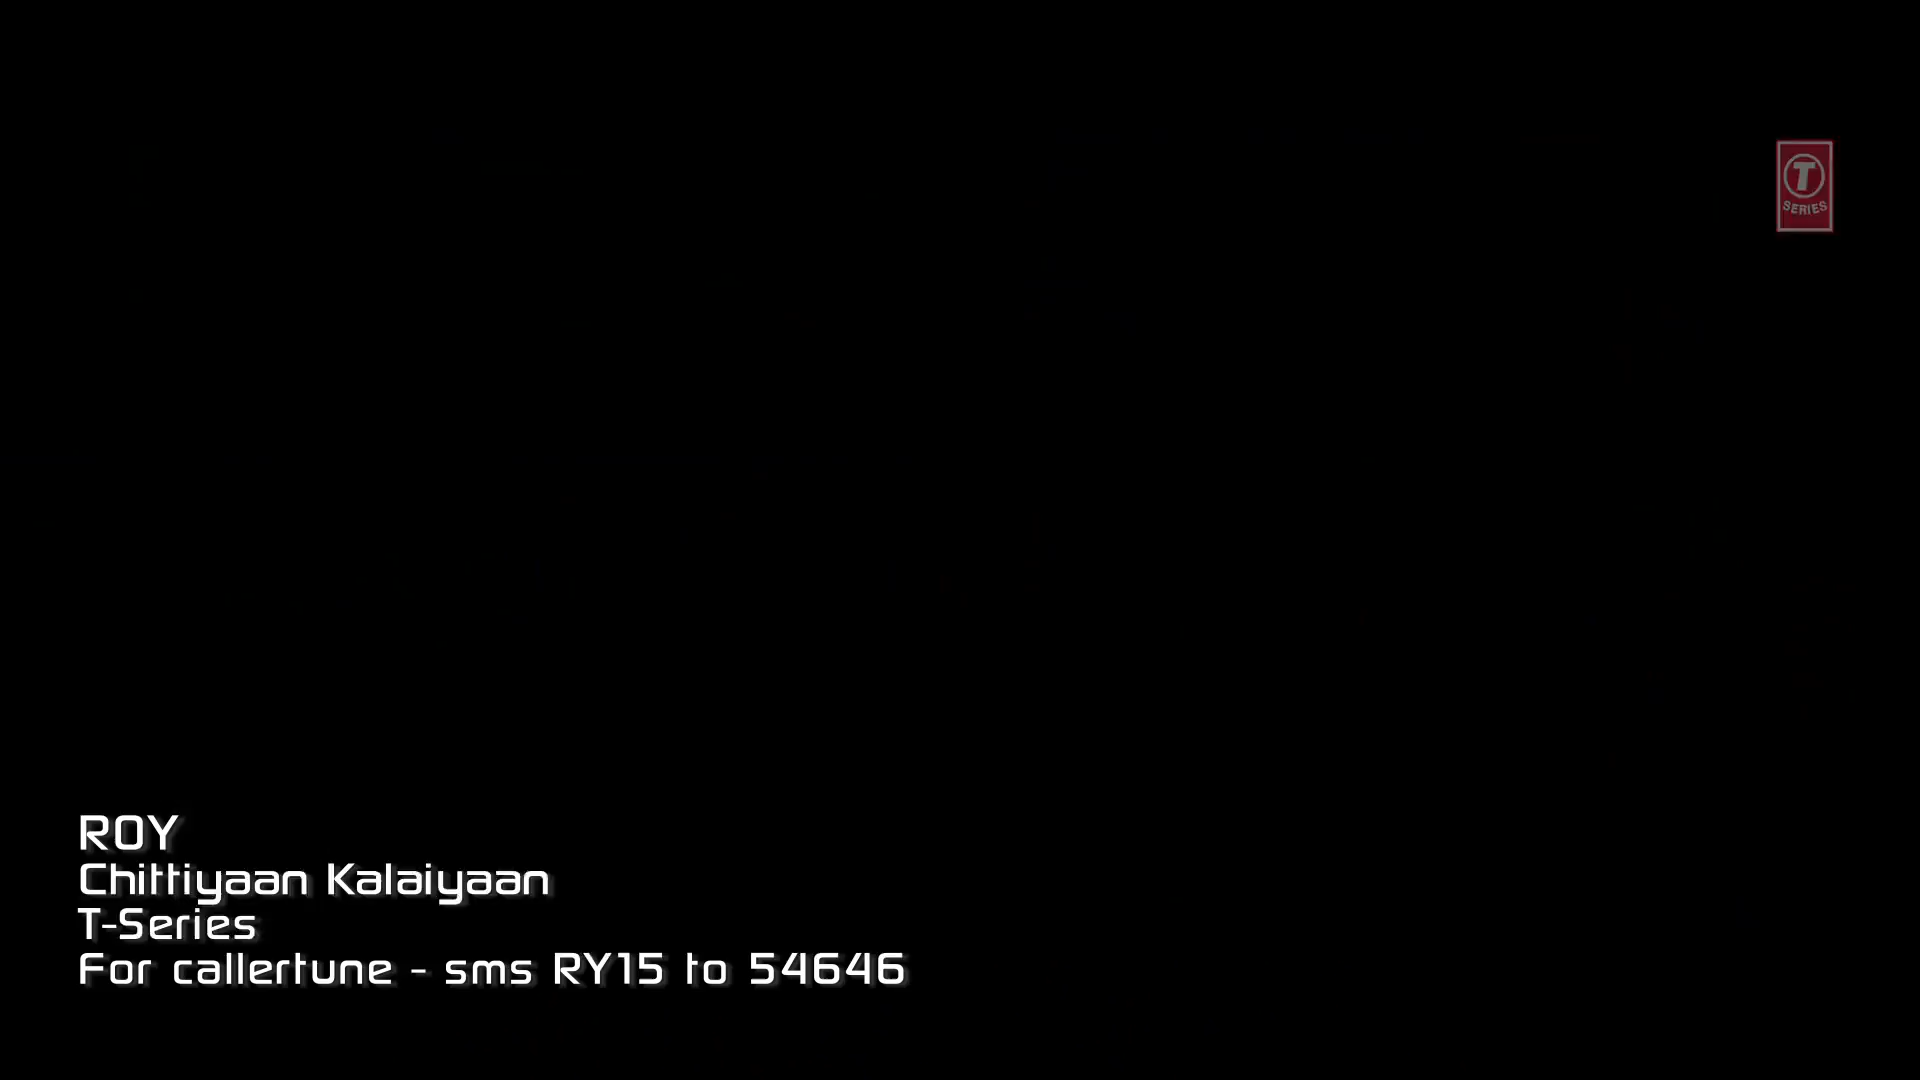 T
SERIES
ROY
Chittiyaan Kalaiyaan
T-Series
For callertune - sms RY15 to 54646